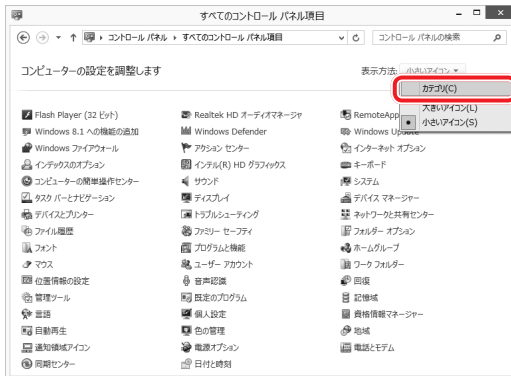 すべてのコントロール パネル項目
コントロール パネル ▸ すべてのコントロール パネル項目
コントロール パネルの検索
コンピューターの設定を調整します
表示方法: 小さいアイコン
カテゴリ(C)
大きいアイコン(L)
小さいアイコン(S)
Flash Player (32 ビット)
Realtek HD オーディオマネージャ
RemoteApp
Windows 8.1 への機能の追加
Windows Defender
Windows Update
Windows ファイアウォール
アクション センター
インターネット オプション
インデックスのオプション
インテル(R) HD グラフィックス
キーボード
コンピューターの簡単操作センター
サウンド
システム
タスク バーとナビゲーション
ディスプレイ
デバイス マネージャー
デバイスとプリンター
トラブルシューティング
ネットワークと共有センター
ファイル履歴
ファミリー セーフティ
フォルダー オプション
フォント
プログラムと機能
ホームグループ
マウス
ユーザー アカウント
ワーク フォルダー
位置情報の設定
音声認識
回復
管理ツール
既定のプログラム
記憶域
言語
個人設定
資格情報マネージャー
自動再生
色の管理
地域
通知領域アイコン
電源オプション
電話とモデム
同期センター
日付と時刻